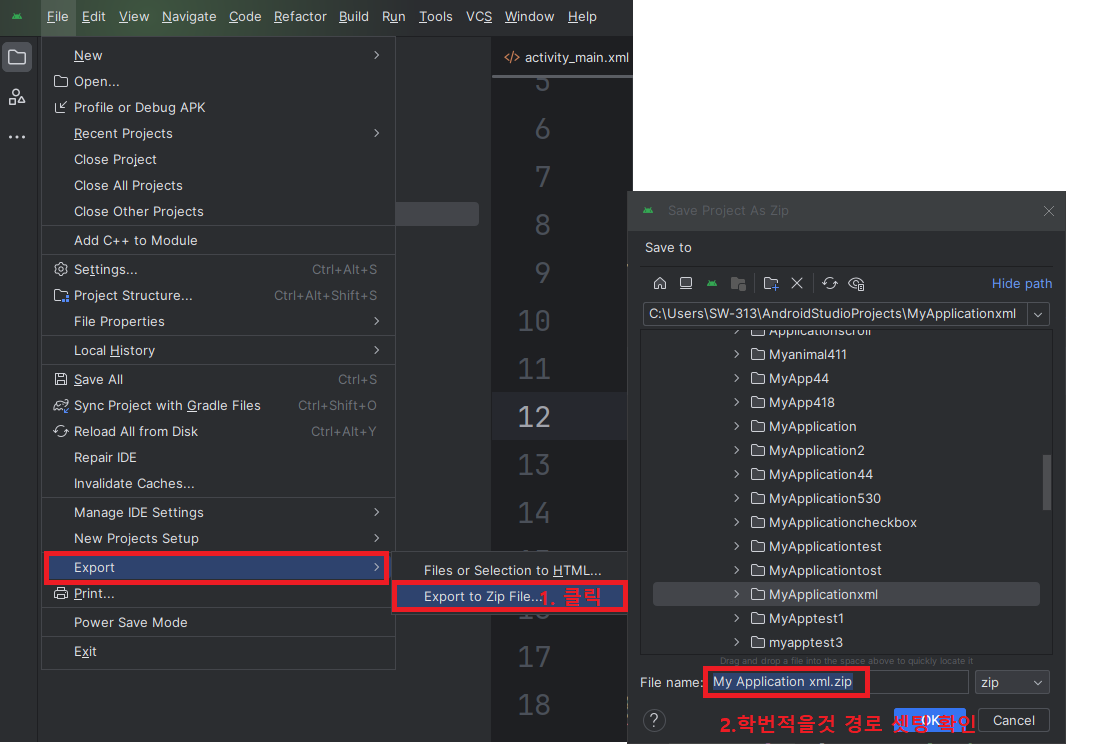 File Edit View Navigate Code Refactor Build Run Tools VCS Window Help
New
Open...
Profile or Debug APK
Recent Projects
Close Project
Close All Projects
Close Other Projects
Add C++ to Module
Settings... Ctrl+Alt+S
Project Structure... Ctrl+Alt+Shift+S
File Properties
Local History
Save All Ctrl+S
Sync Project with Gradle Files Ctrl+Shift+O
Reload All from Disk Ctrl+Alt+Y
Repair IDE
Invalidate Caches...
Manage IDE Settings
New Projects Setup
Export
Print...
Power Save Mode
Exit
Files or Selection to HTML...
Export to Zip File...
1. 클릭
activity_main.xml
5
6
7
8
9
10
11
12
13
14
17
18
Save Project As Zip
Save to
Hide path
C:\Users\SW-313\AndroidStudioProjects\MyApplicationxml
Applicationscroll
Myanimal411
MyApp44
MyApp418
MyApplication
MyApplication2
MyApplication44
MyApplication530
MyApplicationcheckbox
MyApplicationtest
MyApplicationtost
MyApplicationxml
MyApptest1
myapptest3
Drag and drop a file into the space above to quickly locate it
File name: My Application xml.zip zip
? OK Cancel
2.학번적을것 경로 셋팅 확인